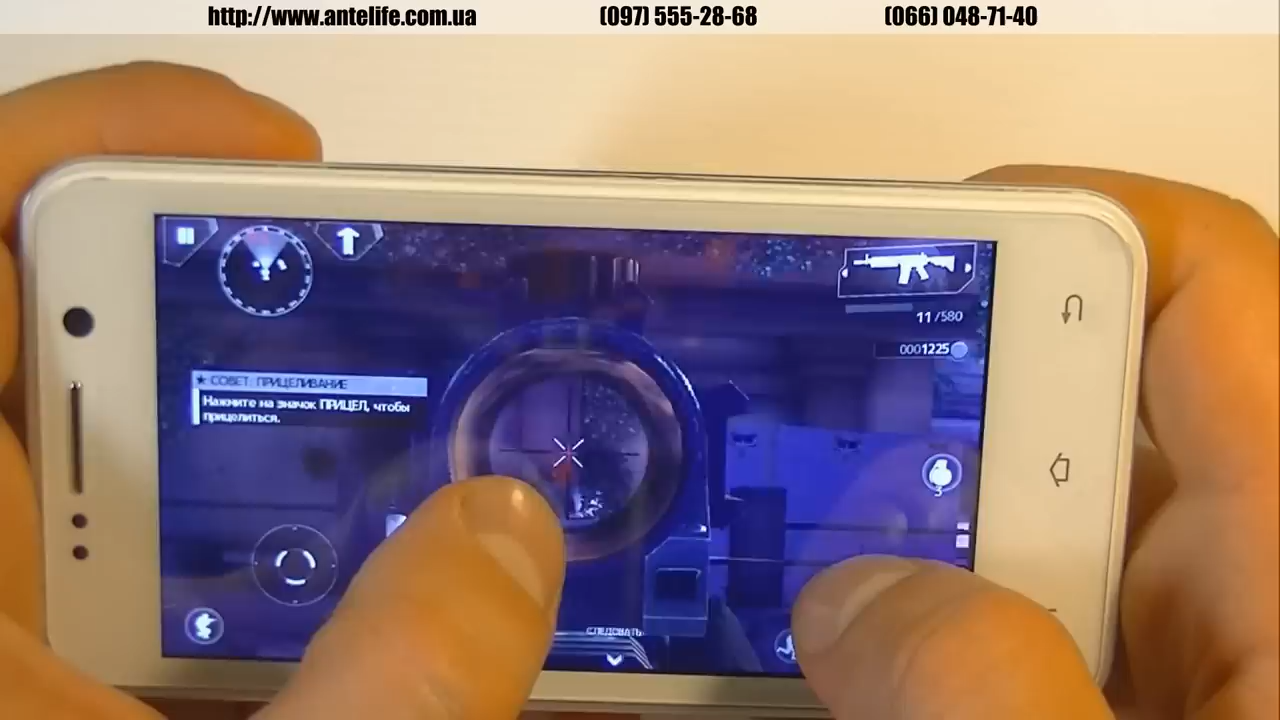 http://www.antelife.com.ua (097) 555-28-68 (066) 048-71-40
11/580
0001225
★ СОВЕТ: ПРИЦЕЛИВАНИЕ
Нажмите на значок ПРИЦЕЛ, чтобы
прицелиться.
3
СЛЕДОВАТЬ